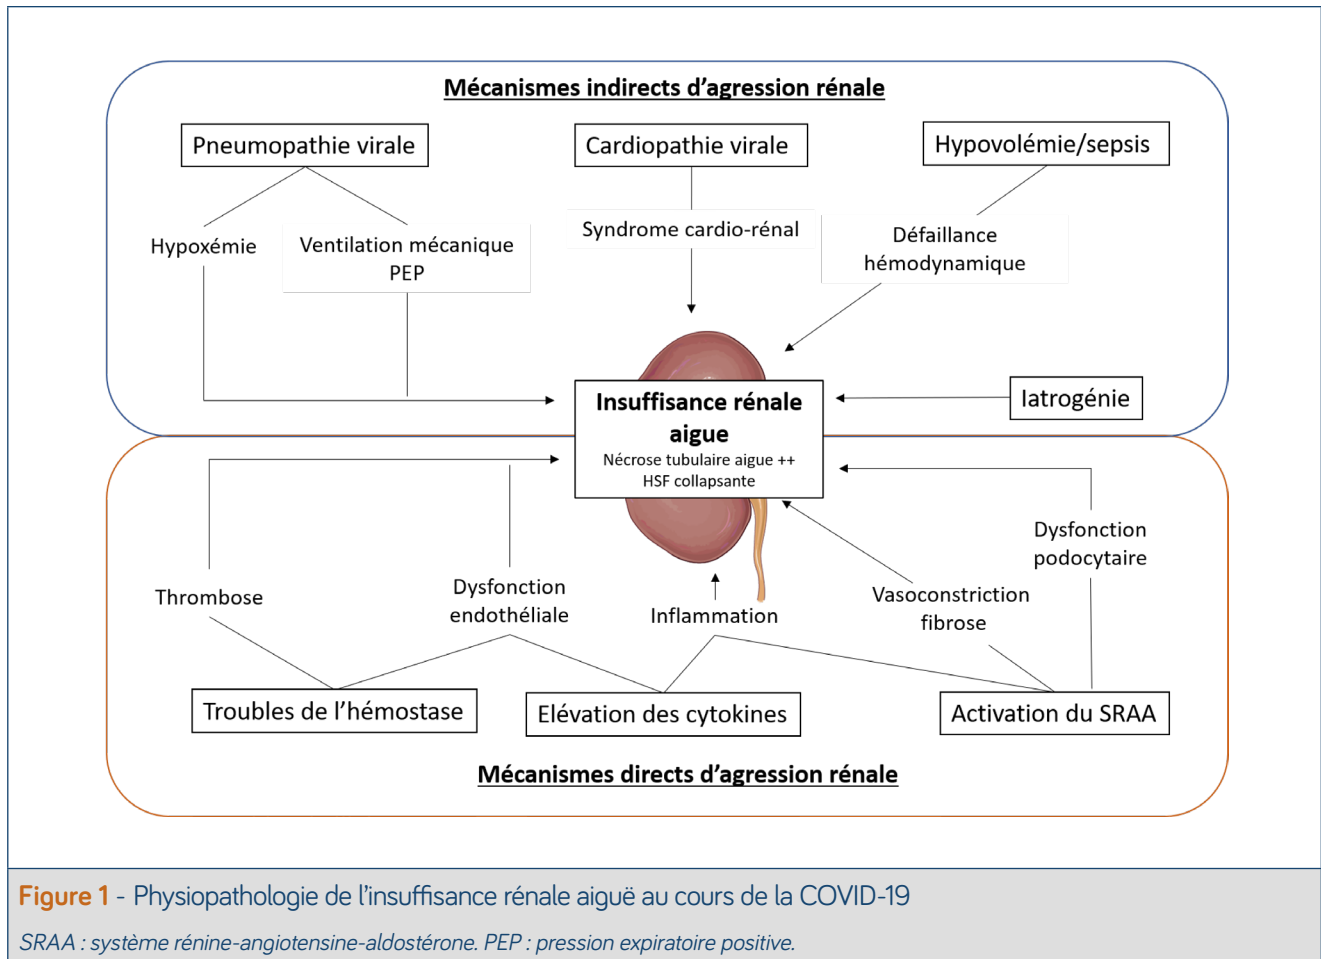 Mécanismes indirects d'agression rénale
Pneumopathie virale
Cardiopathie virale
Hypovolémie/sepsis
Hypoxémie
Ventilation mécanique
PEP
Syndrome cardio-rénal
Défaillance
hémodynamique
Iatrogénie
Insuffisance rénale
aigue
Nécrose tubulaire aigue ++
HSF collapsante
Thrombose
Dysfonction
endothéliale
Inflammation
Vasoconstriction
fibrose
Dysfonction
podocytaire
Troubles de l'hémostase
Elévation des cytokines
Activation du SRAA
Mécanismes directs d'agression rénale
Figure 1 - Physiopathologie de l'insuffisance rénale aiguë au cours de la COVID-19
SRAA : système rénine-angiotensine-aldostérone. PEP : pression expiratoire positive.